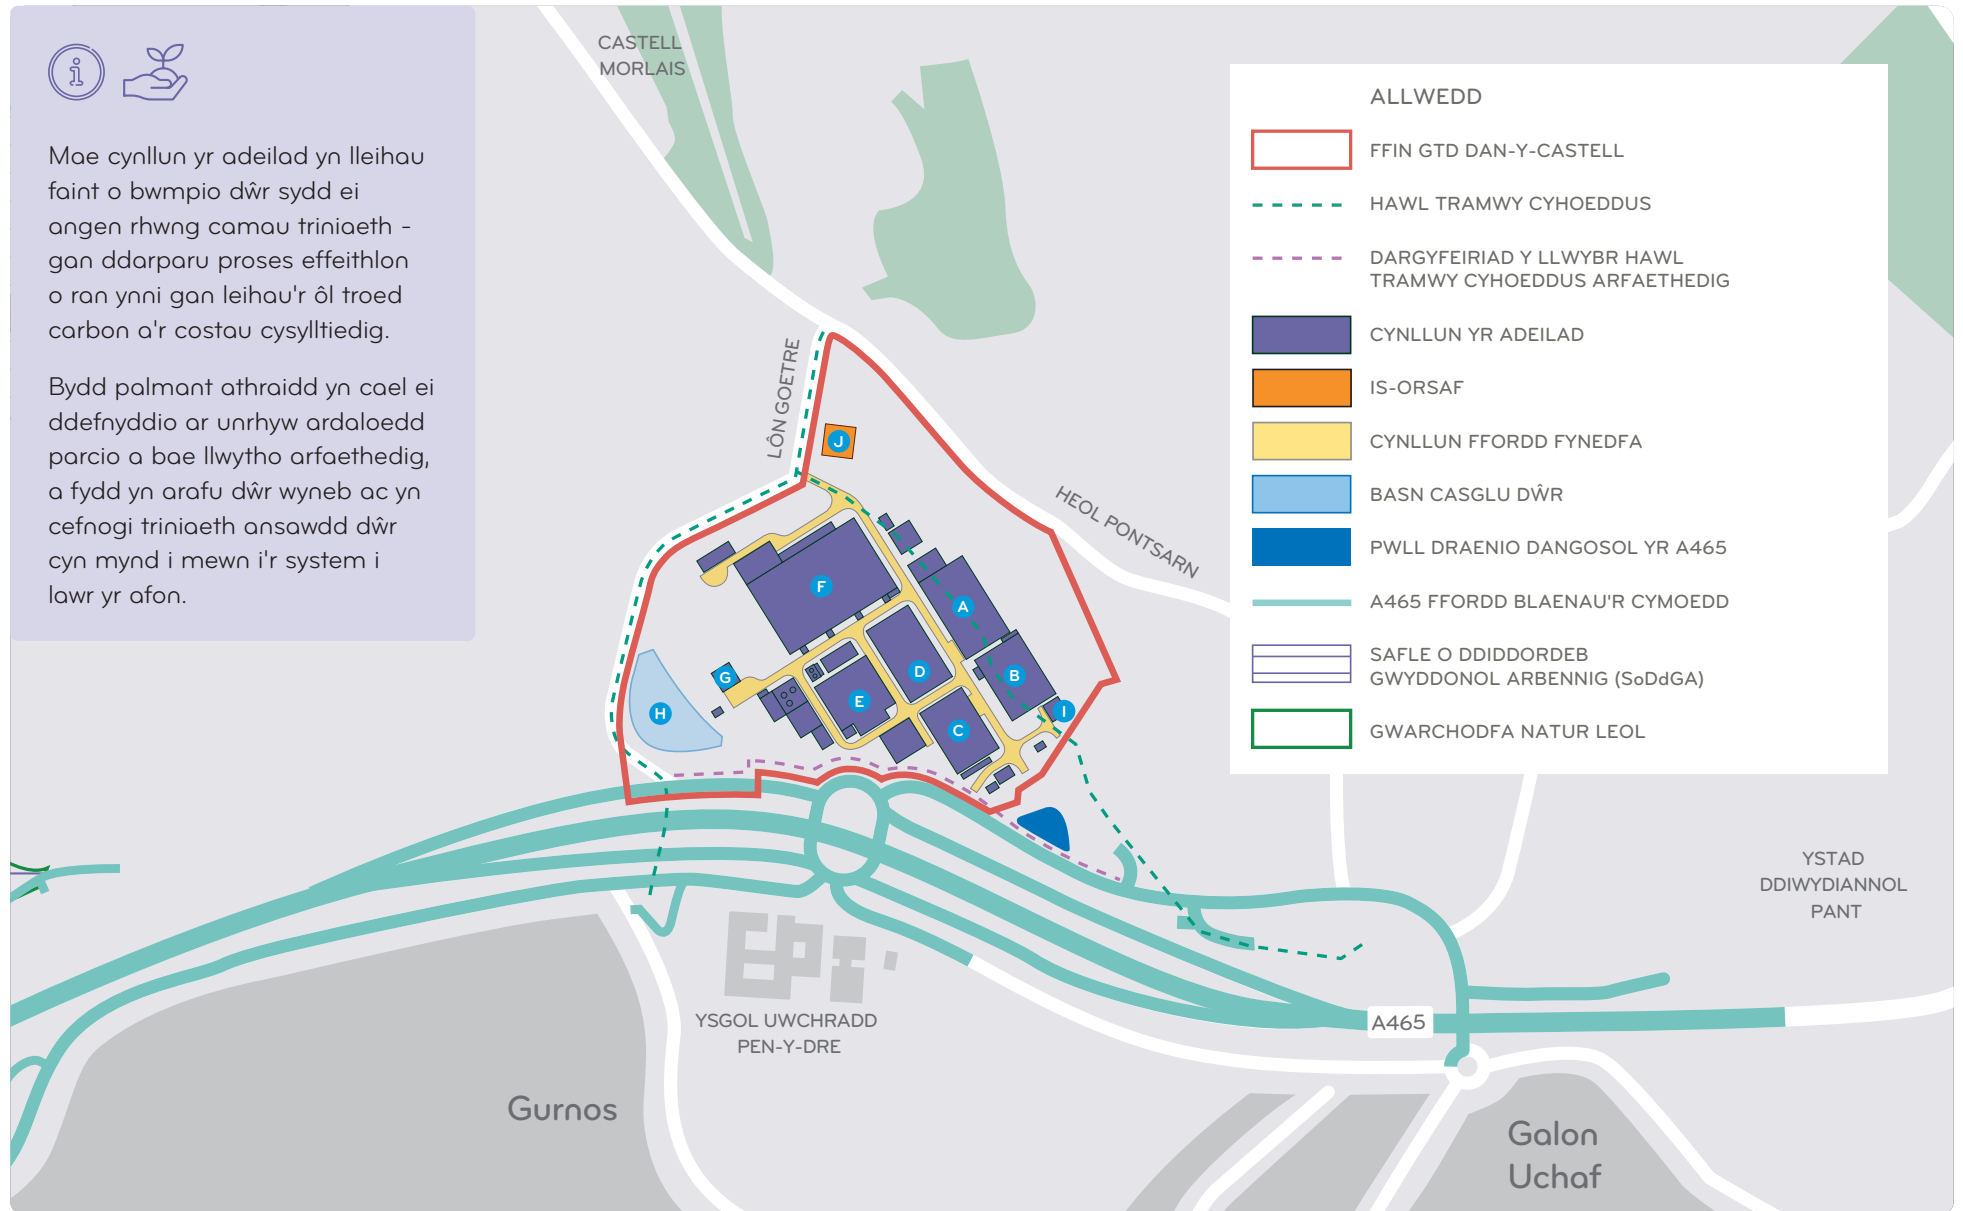 Mae cynllun yr adeilad yn lleihau
faint o bwmpio dŵr sydd ei
angen rhwng camau triniaeth -
gan ddarparu proses effeithlon
o ran ynni gan leihau'r ôl troed
carbon a'r costau cysylltiedig.
Bydd palmant athraidd yn cael ei
ddefnyddio ar unrhyw ardaloedd
parcio a bae llwytho arfaethedig,
a fydd yn arafu dŵr wyneb ac yn
cefnogi triniaeth ansawdd dŵr
cyn mynd i mewn i'r system i
lawr yr afon.
CASTELL
MORLAIS
LÔN GOETRE
HEOL PONTSARN
J
F
A
D
B
G
E
H
C
I
ALLWEDD
FFIN GTD DAN-Y-CASTELL
HAWL TRAMWY CYHOEDDUS
DARGYFEIRIAD Y LLWYBR HAWL
TRAMWY CYHOEDDUS ARFAETHEDIG
CYNLLUN YR ADEILAD
IS-ORSAF
CYNLLUN FFORDD FYNEDFA
BASN CASGLU DŴR
PWLL DRAENIO DANGOSOL YR A465
A465 FFORDD BLAENAU'R CYMOEDD
SAFLE O DDIDDORDEB
GWYDDONOL ARBENNIG (SoDdGA)
GWARCHODFA NATUR LEOL
YSTAD
DDIWYDIANNOL
PANT
YSGOL UWCHRADD
PEN-Y-DRE
A465
Gurnos
Galon
Uchaf